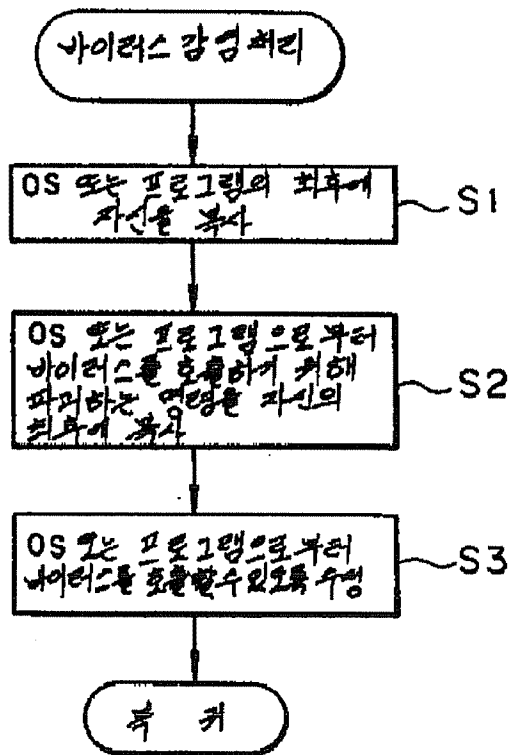 바이러스 감염처리
OS 또는 프로그램의 최후에
자신을 복사
S1
OS 또는 프로그램으로부터
바이러스를 호출하기 위해
파괴하는 명령을 자신의
최후에 복사
S2
OS 또는 프로그램으로부터
바이러스를 호출할수있도록 수정
S3
복 귀